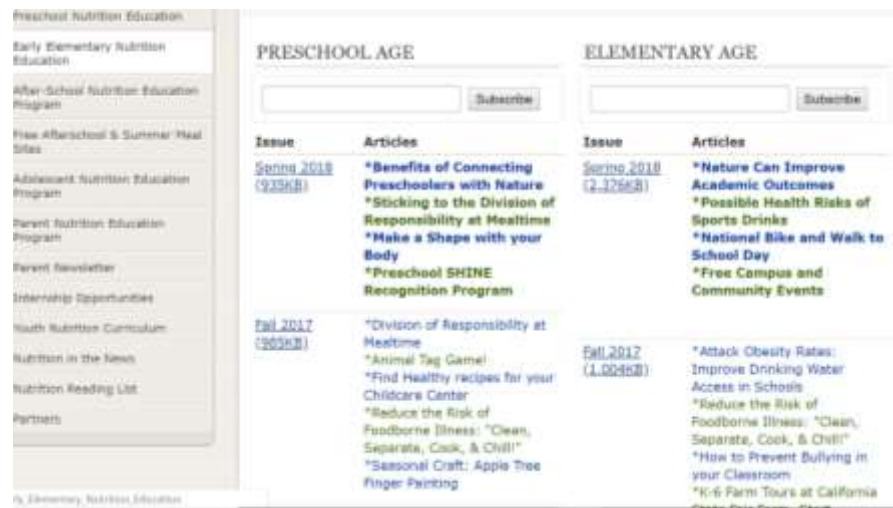 Preschool Nutrition Education
Early Elementary Nutrition
Education
After-School Nutrition Education
Program
Free Afterschool & Summer Meal
Sites
Adolescent Nutrition Education
Program
Parent Nutrition Education
Program
Parent Newsletter
Internship Opportunities
Youth Nutrition Curriculum
Nutrition in the News
Nutrition Reading List
Partners
ly_Elementary_Nutrition_Education
PRESCHOOL AGE
Subscribe
Issue Articles
Spring 2018
(935KB)
*Benefits of Connecting
Preschoolers with Nature
*Sticking to the Division of
Responsibility at Mealtime
*Make a Shape with your
Body
*Preschool SHINE
Recognition Program
Fall 2017
(985KB)
*Division of Responsibility at
Mealtime
*Animal Tag Game!
*Find Healthy recipes for your
Childcare Center
*Reduce the Risk of
Foodborne Illness: "Clean,
Separate, Cook, & Chill!"
*Seasonal Craft: Apple Tree
Finger Painting
ELEMENTARY AGE
Subscribe
Issue Articles
Spring 2018
(2,376KB)
*Nature Can Improve
Academic Outcomes
*Possible Health Risks of
Sports Drinks
*National Bike and Walk to
School Day
*Free Campus and
Community Events
Fall 2017
(1,004KB)
*Attack Obesity Rates:
Improve Drinking Water
Access in Schools
*Reduce the Risk of
Foodborne Illness: "Clean,
Separate, Cook, & Chill!"
*How to Prevent Bullying in
your Classroom
*K-6 Farm Tours at California
State Fair Farm, Start